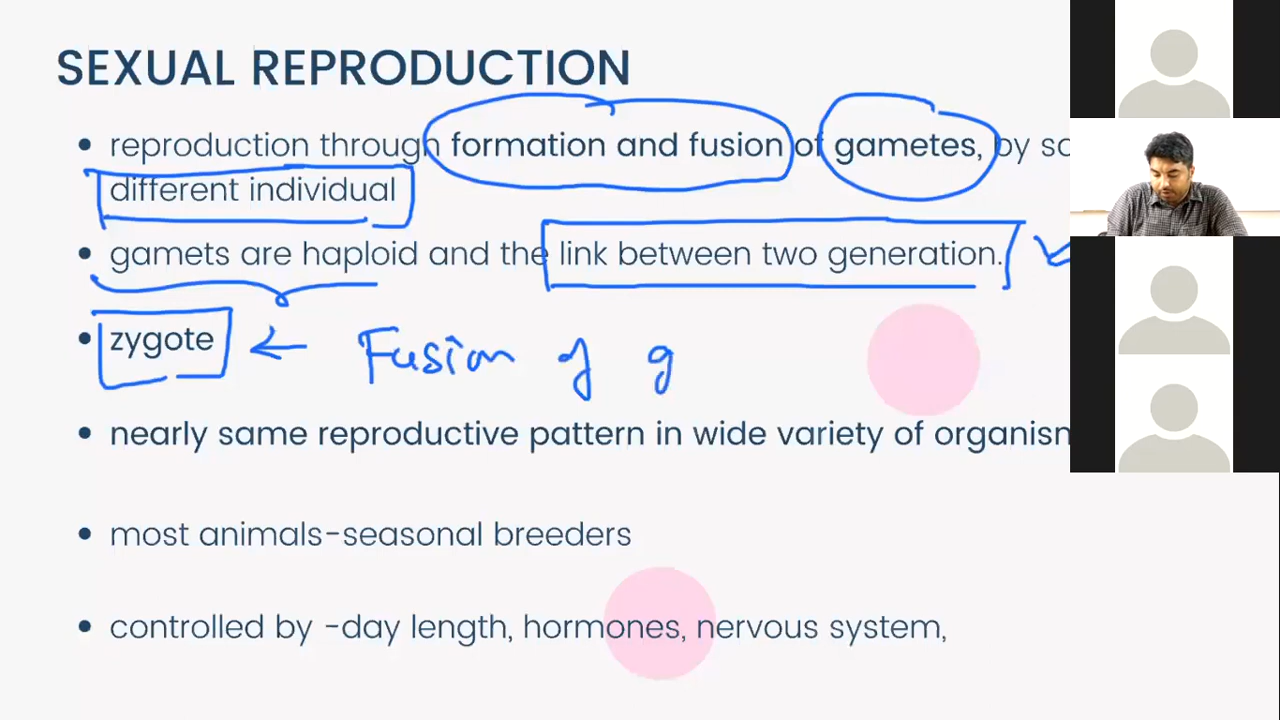 SEXUAL REPRODUCTION
• reproduction through formation and fusion of gametes, by
different individual
• gamets are haploid and the link between two generation.
• zygote ← Fusion of g
• nearly same reproductive pattern in wide variety of
• most animals-seasonal breeders
• controlled by -day length, hormones, nervous system,